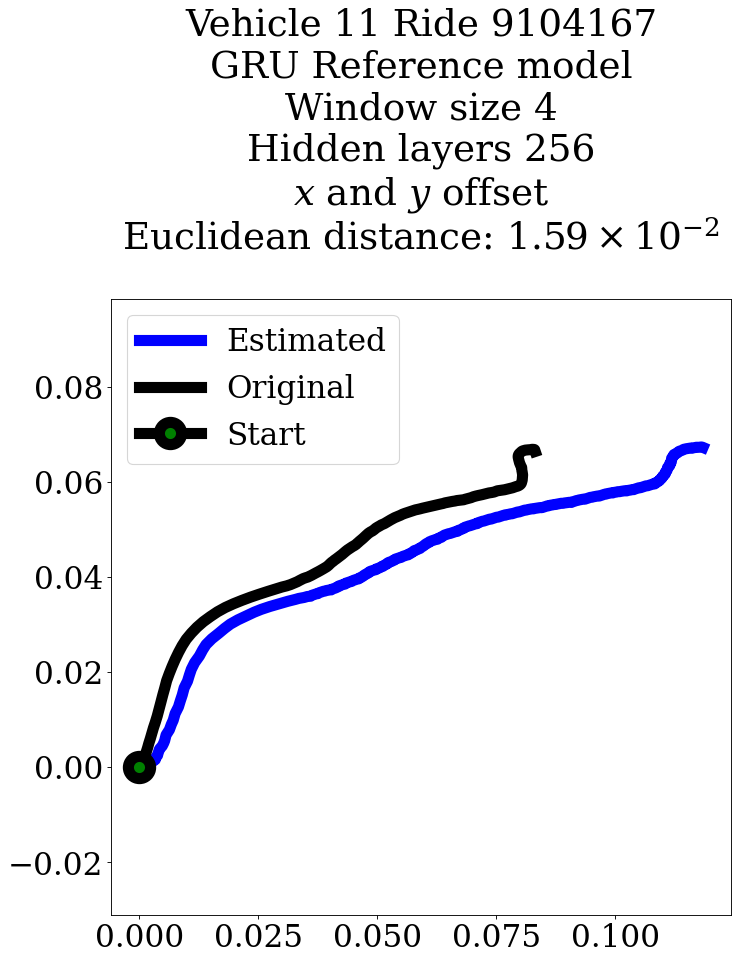 Vehicle 11 Ride 9104167
GRU Reference model
Window size 4
Hidden layers 256
x and y offset
Euclidean distance: 1.59 × 10⁻²
Estimated
Original
Start
0.08
0.06
0.04
0.02
0.00
−0.02
0.000 0.025 0.050 0.075 0.100